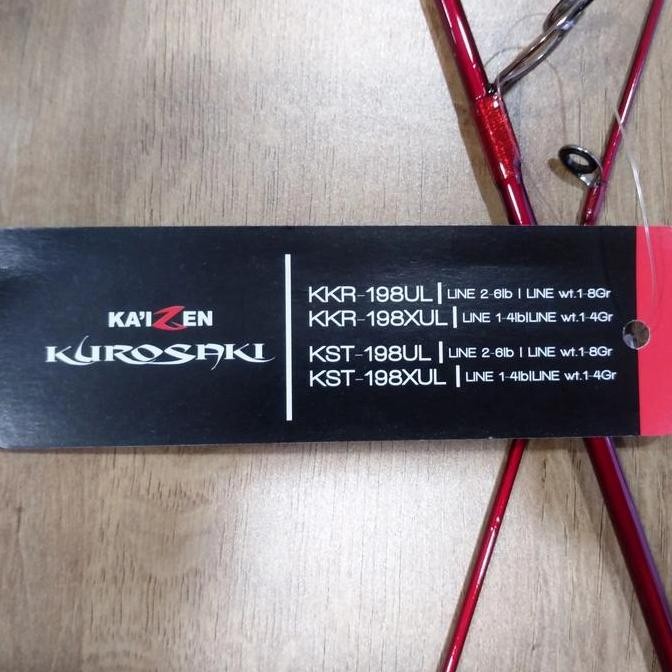 KA'IZEN
KUROSAKI
KKR-198UL | LINE 2-6lb | LINE wt.1-8Gr
KKR-198XUL | LINE 1-4lb|LINE wt.1-4Gr
KST-198UL | LINE 2-6lb | LINE wt.1-8Gr
KST-198XUL | LINE 1-4lb|LINE wt.1-4Gr